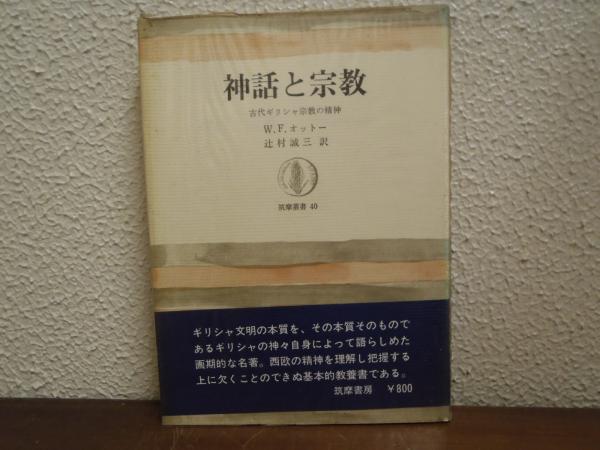 神話と宗教
古代ギリシャ宗教の精神
W.F.オットー
辻村誠三 訳
筑摩叢書 40
ギリシャ文明の本質を、その本質そのもので
あるギリシャの神々自身によって語らしめた
画期的な名著。西欧の精神を理解し把握する
上に欠くことのできぬ基本的教養書である。
筑摩書房 ￥800